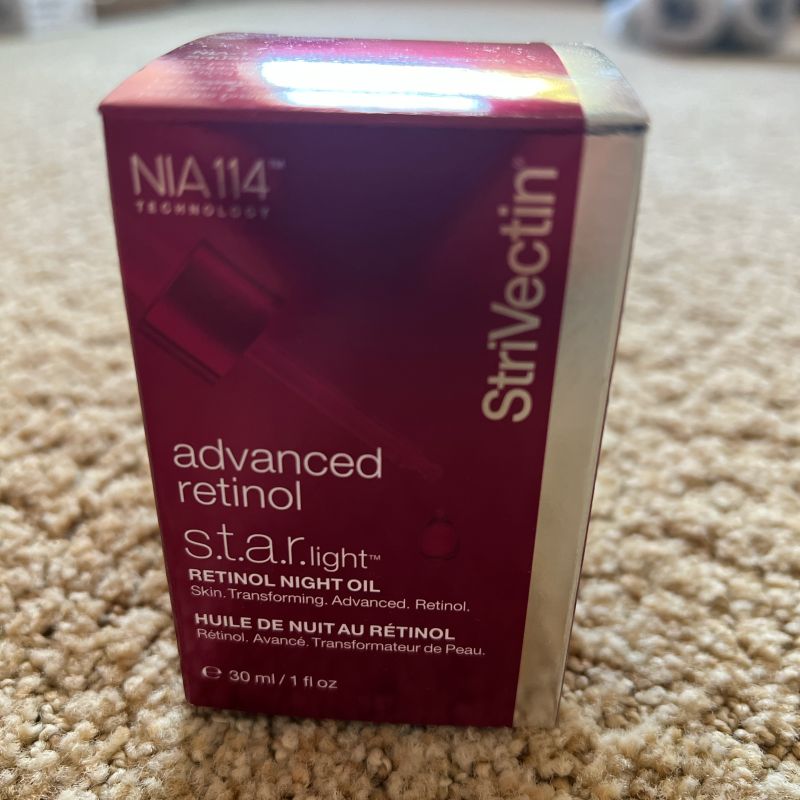 NIA114™
TECHNOLOGY
StriVectin®
advanced
retinol
s.t.a.r.light™
RETINOL NIGHT OIL
Skin. Transforming. Advanced. Retinol.
HUILE DE NUIT AU RÉTINOL
Rétinol. Avancé. Transformateur de Peau.
℮ 30 ml / 1 fl oz